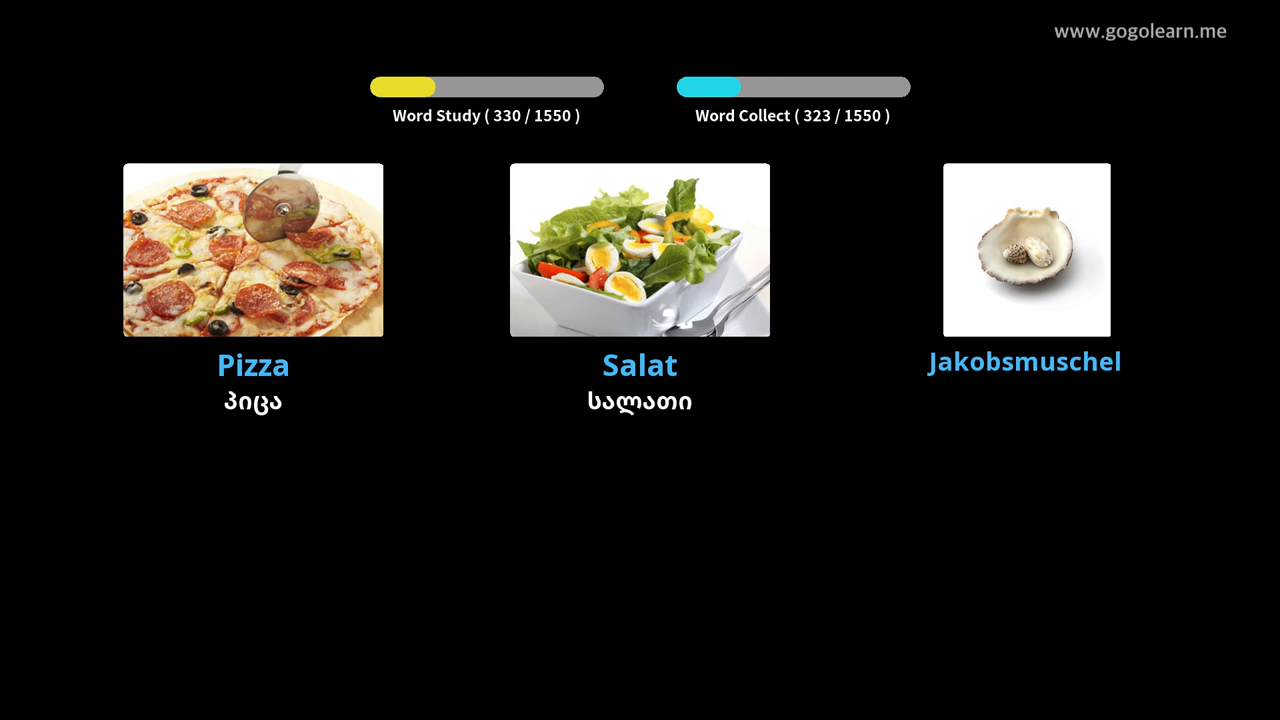 www.gogolearn.me
Word Study ( 330 / 1550 )
Word Collect ( 323 / 1550 )
Pizza
პიცა
Salat
სალათი
Jakobsmuschel